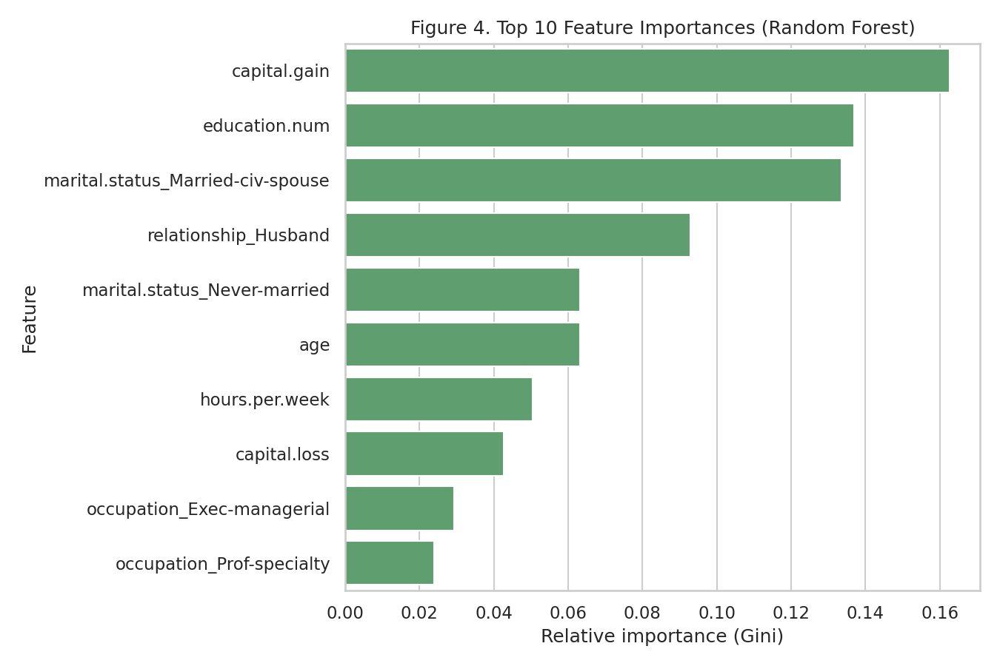 Figure 4. Top 10 Feature Importances (Random Forest)
capital.gain
education.num
marital.status_Married-civ-spouse
relationship_Husband
marital.status_Never-married
age
hours.per.week
capital.loss
occupation_Exec-managerial
occupation_Prof-specialty
Feature
0.00 0.02 0.04 0.06 0.08 0.10 0.12 0.14 0.16
Relative importance (Gini)